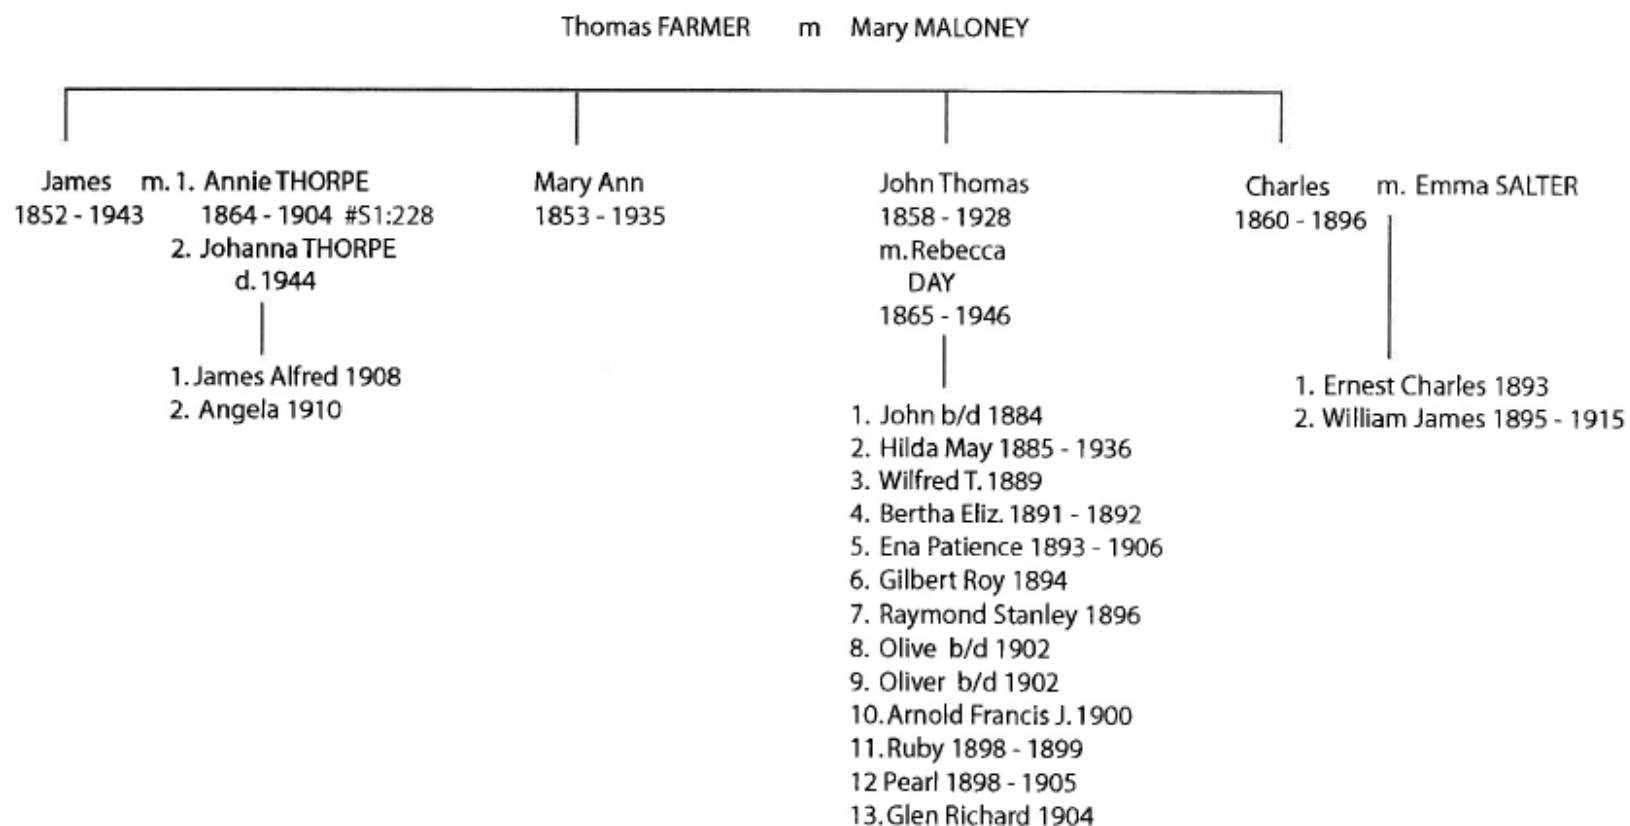 Thomas FARMER m Mary MALONEY
James m. 1. Annie THORPE
1852 - 1943 1864 - 1904 #S1:228
2. Johanna THORPE
d. 1944
1. James Alfred 1908
2. Angela 1910
Mary Ann
1853 - 1935
John Thomas
1858 - 1928
m. Rebecca
DAY
1865 - 1946
1. John b/d 1884
2. Hilda May 1885 - 1936
3. Wilfred T. 1889
4. Bertha Eliz. 1891 - 1892
5. Ena Patience 1893 - 1906
6. Gilbert Roy 1894
7. Raymond Stanley 1896
8. Olive b/d 1902
9. Oliver b/d 1902
10. Arnold Francis J. 1900
11. Ruby 1898 - 1899
12 Pearl 1898 - 1905
13. Glen Richard 1904
Charles m. Emma SALTER
1860 - 1896
1. Ernest Charles 1893
2. William James 1895 - 1915